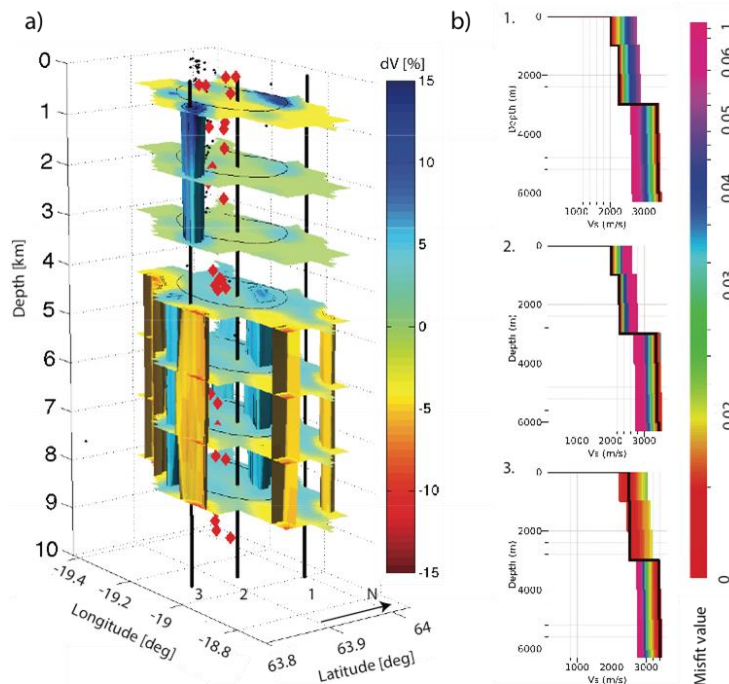 a)
b)
0
1
2
3
4
5
6
7
8
9
10
Depth [km]
dV [%]
15
10
5
0
-5
-10
-15
-19.4
-19.2
-19
-18.8
Longitude [deg]
3
2
1
N
63.8
63.9
64
Latitude [deg]
1.
0
2000
4000
6000
Depth (m)
1000 2000 3000
Vs (m/s)
2.
0
2000
4000
6000
Depth (m)
1000 2000 3000
Vs (m/s)
3.
0
2000
4000
6000
Depth (m)
1000 2000 3000
Vs (m/s)
0.1
0.06
0.05
0.04
0.03
0.02
0
Misfit value